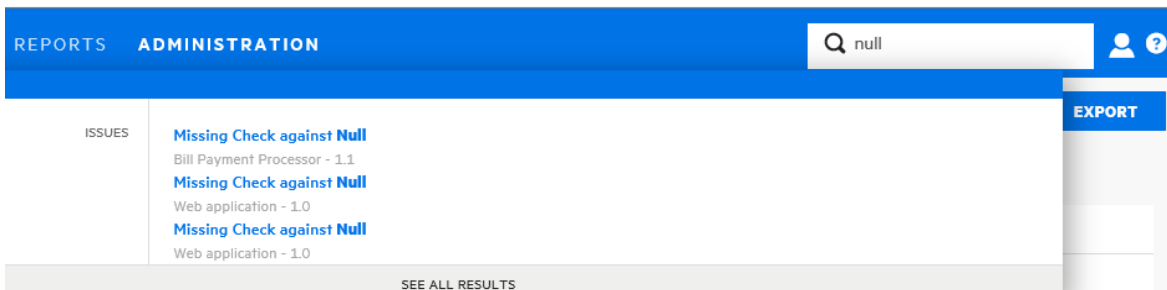 REPORTS ADMINISTRATION null ?
EXPORT
ISSUES Missing Check against Null
Bill Payment Processor - 1.1
Missing Check against Null
Web application - 1.0
Missing Check against Null
Web application - 1.0
SEE ALL RESULTS